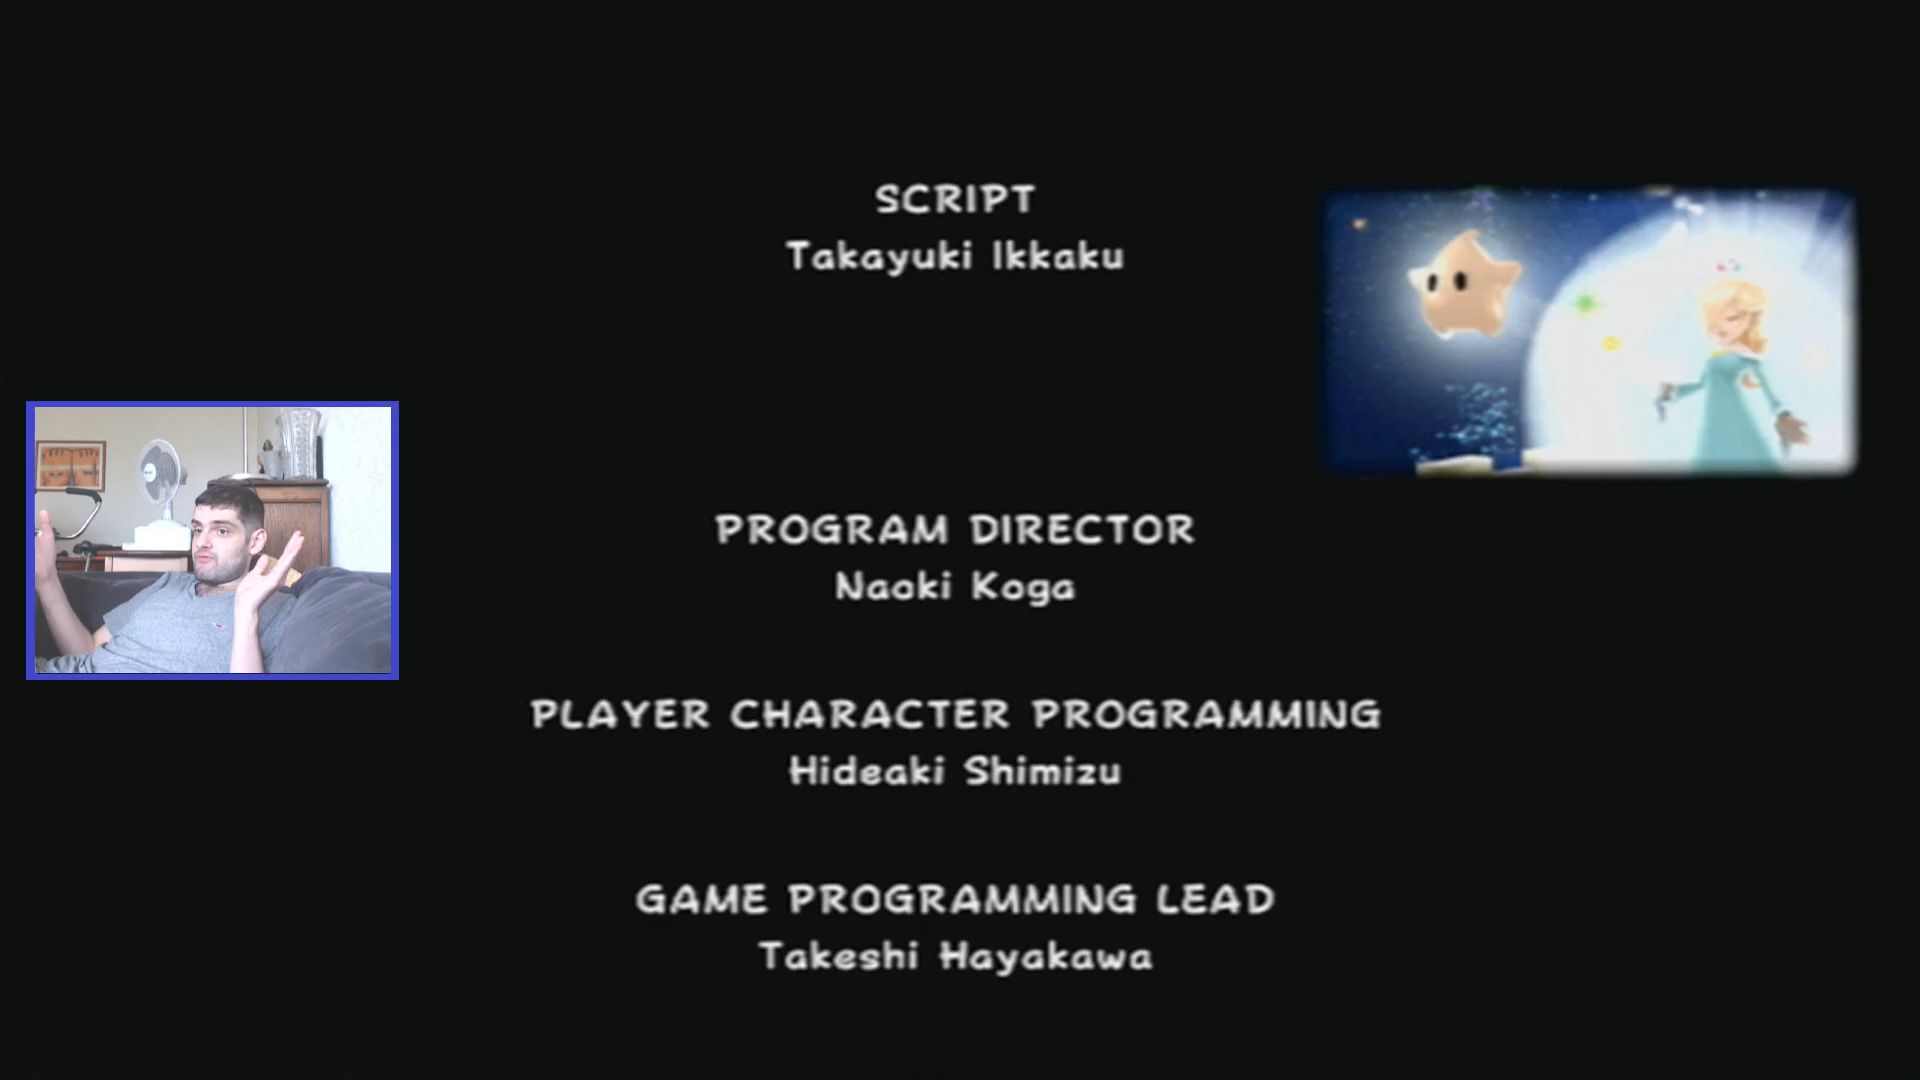 SCRIPT
Takayuki Ikkaku
PROGRAM DIRECTOR
Naoki Koga
PLAYER CHARACTER PROGRAMMING
Hideaki Shimizu
GAME PROGRAMMING LEAD
Takeshi Hayakawa